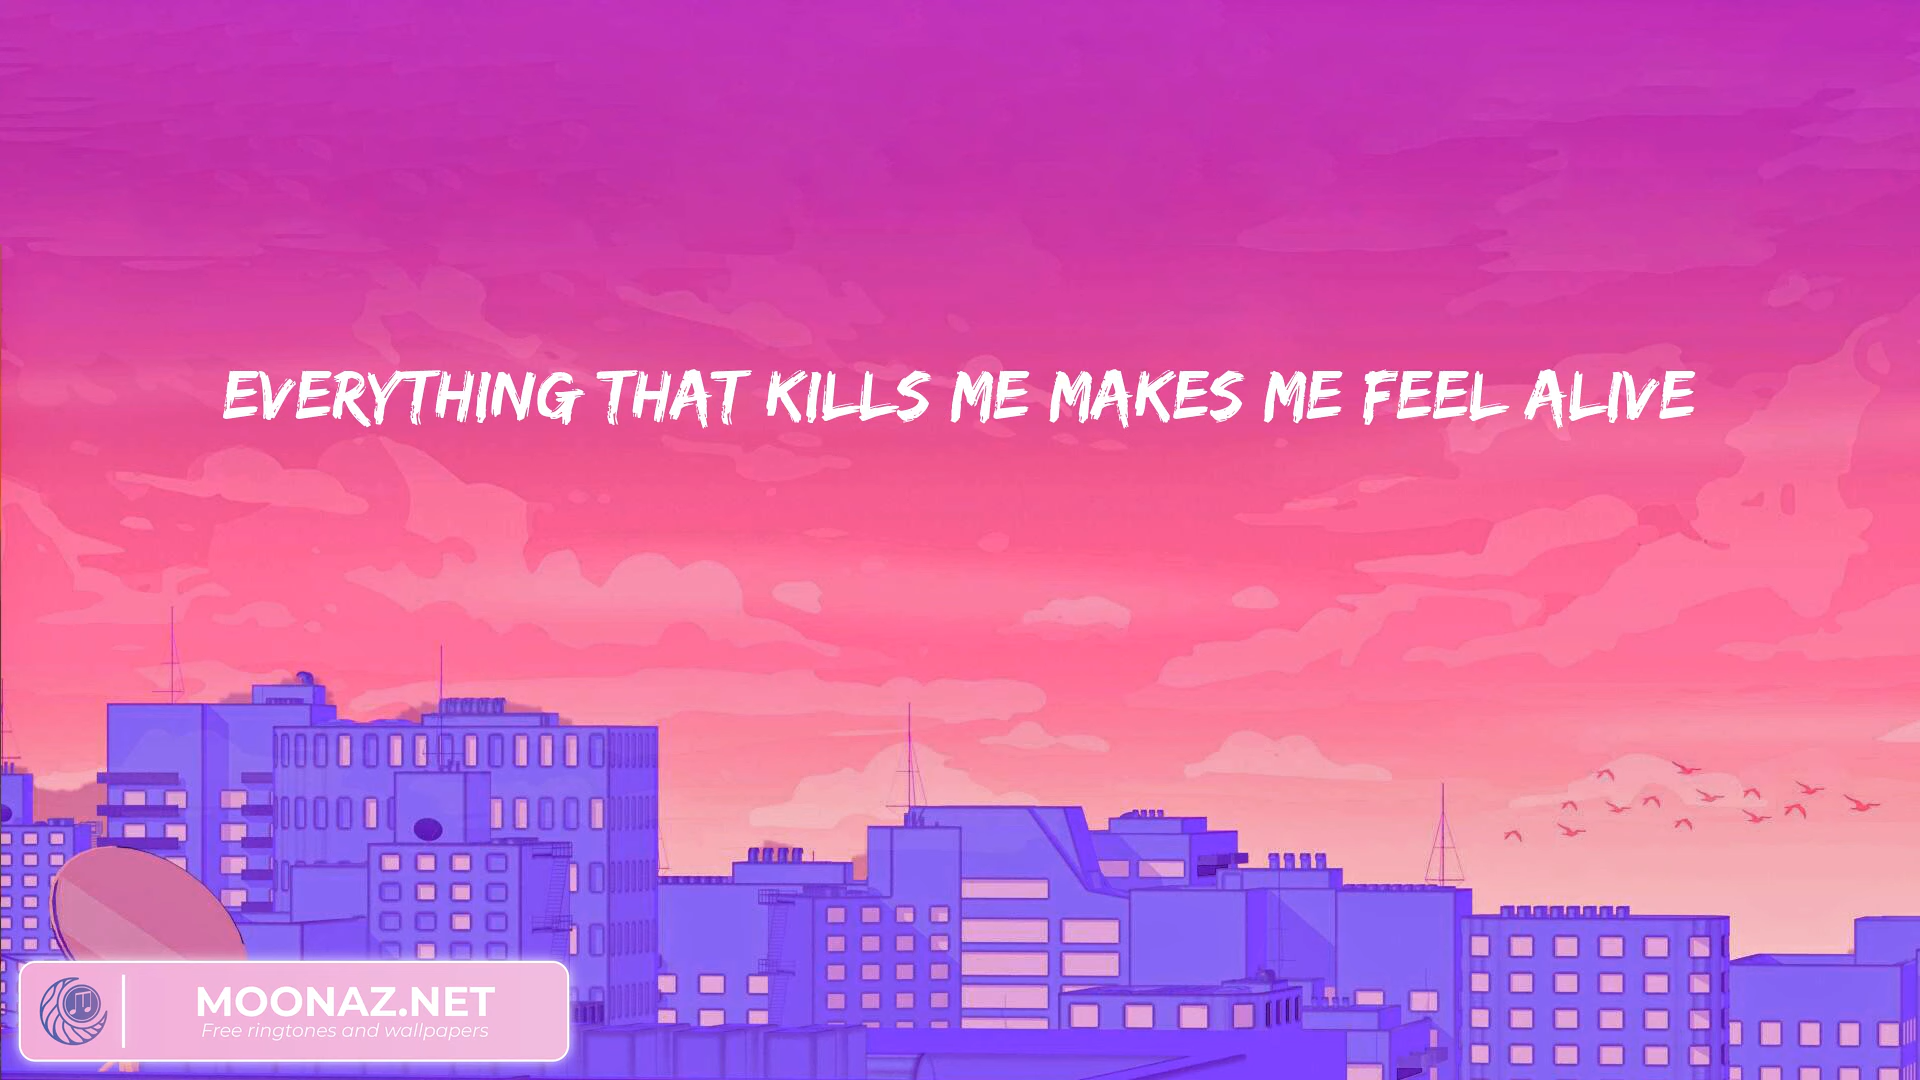 EVERYTHING THAT KILLS ME MAKES ME FEEL ALIVE
MOONAZ.NET
Free ringtones and wallpapers